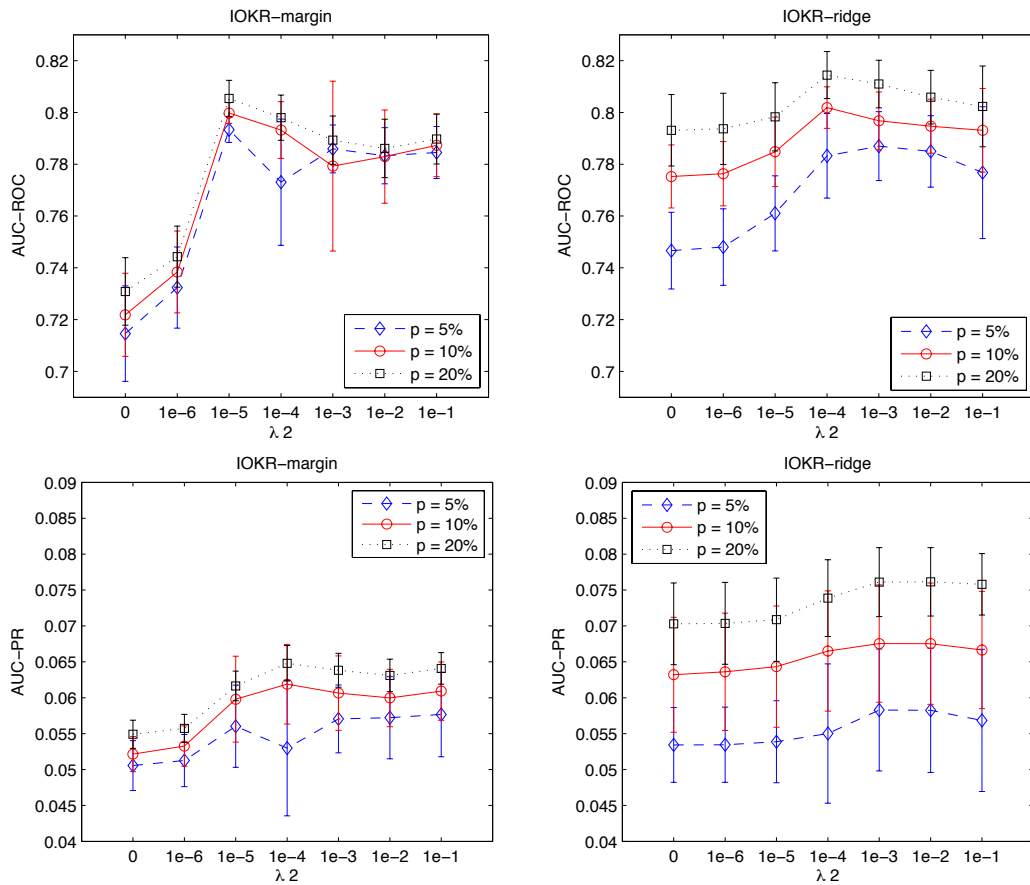 IOKR−margin
0.82
0.8
0.78
0.76
0.74
0.72
0.7
AUC−ROC
p = 5%
p = 10%
p = 20%
0 1e−6 1e−5 1e−4 1e−3 1e−2 1e−1
λ 2
IOKR−ridge
0.82
0.8
0.78
0.76
0.74
0.72
0.7
AUC−ROC
p = 5%
p = 10%
p = 20%
0 1e−6 1e−5 1e−4 1e−3 1e−2 1e−1
λ 2
IOKR−margin
0.09
0.085
0.08
0.075
0.07
0.065
0.06
0.055
0.05
0.045
0.04
AUC−PR
p = 5%
p = 10%
p = 20%
0 1e−6 1e−5 1e−4 1e−3 1e−2 1e−1
λ 2
IOKR−ridge
0.09
0.085
0.08
0.075
0.07
0.065
0.06
0.055
0.05
0.045
0.04
AUC−PR
p = 5%
p = 10%
p = 20%
0 1e−6 1e−5 1e−4 1e−3 1e−2 1e−1
λ 2